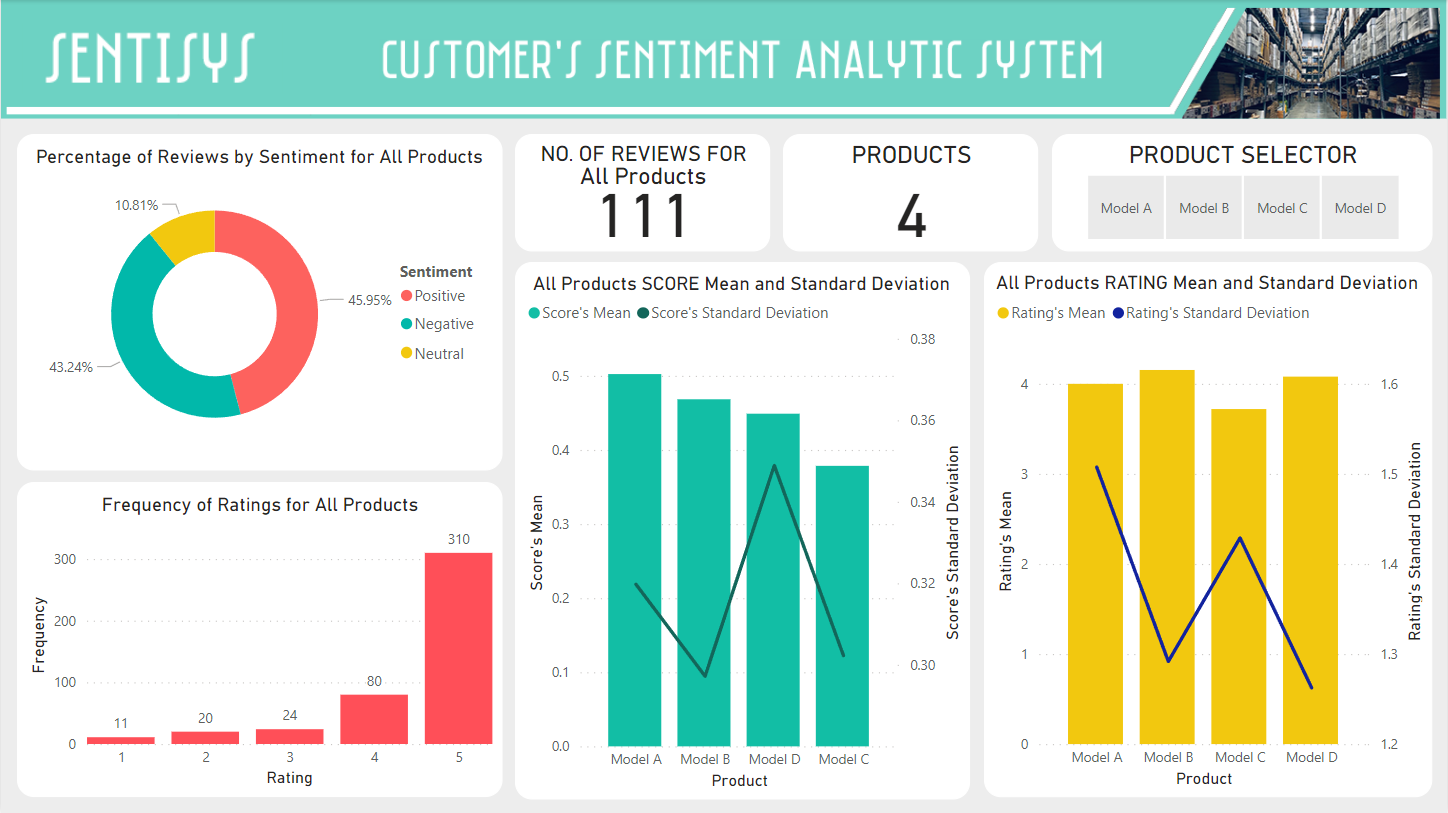 SENTISYS
CUSTOMER'S SENTIMENT ANALYTIC SYSTEM
Percentage of Reviews by Sentiment for All Products
10.81%
45.95%
43.24%
Sentiment
Positive
Negative
Neutral
NO. OF REVIEWS FOR
All Products
111
PRODUCTS
4
PRODUCT SELECTOR
Model A Model B Model C Model D
Frequency of Ratings for All Products
Frequency
300
200
100
0
11 20 24 80 310
1 2 3 4 5
Rating
All Products SCORE Mean and Standard Deviation
Score's Mean Score's Standard Deviation
Score's Mean
0.5
0.4
0.3
0.2
0.1
0.0
0.38
0.36
0.34
0.32
0.30
Score's Standard Deviation
Model A Model B Model D Model C
Product
All Products RATING Mean and Standard Deviation
Rating's Mean Rating's Standard Deviation
Rating's Mean
4
3
2
1
0
1.6
1.5
1.4
1.3
1.2
Rating's Standard Deviation
Model A Model B Model C Model D
Product